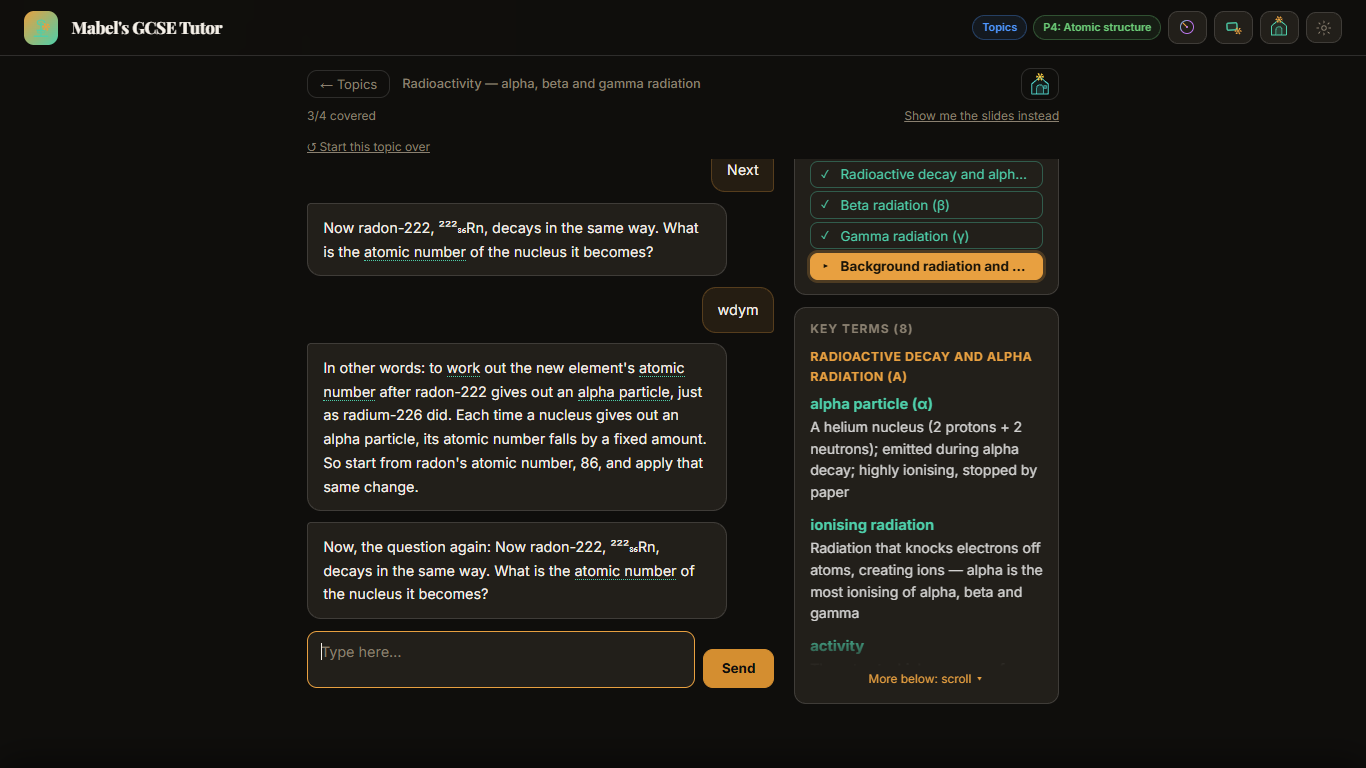 Mabel's GCSE Tutor
Topics
P4: Atomic structure
← Topics
Radioactivity — alpha, beta and gamma radiation
3/4 covered
Show me the slides instead
↺ Start this topic over
Next
Now radon-222, ²²²₈₆Rn, decays in the same way. What
is the atomic number of the nucleus it becomes?
wdym
In other words: to work out the new element's atomic
number after radon-222 gives out an alpha particle, just
as radium-226 did. Each time a nucleus gives out an
alpha particle, its atomic number falls by a fixed amount.
So start from radon's atomic number, 86, and apply that
same change.
Now, the question again: Now radon-222, ²²²₈₆Rn,
decays in the same way. What is the atomic number of
the nucleus it becomes?
Type here...
Send
✓ Radioactive decay and alph...
✓ Beta radiation (β)
✓ Gamma radiation (γ)
▸ Background radiation and ...
KEY TERMS (8)
RADIOACTIVE DECAY AND ALPHA
RADIATION (Α)
alpha particle (α)
A helium nucleus (2 protons + 2
neutrons); emitted during alpha
decay; highly ionising, stopped by
paper
ionising radiation
Radiation that knocks electrons off
atoms, creating ions — alpha is the
most ionising of alpha, beta and
gamma
activity
More below: scroll ▾